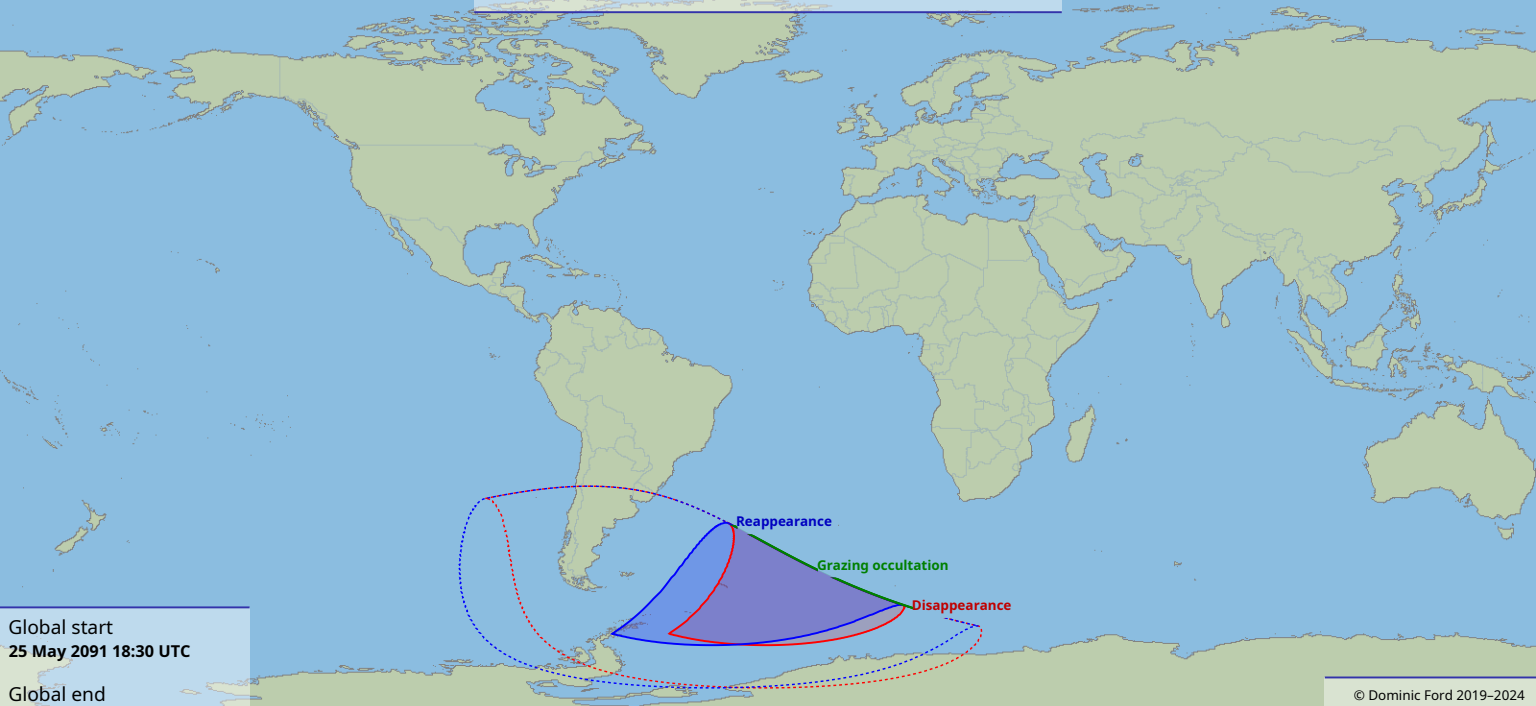 Reappearance
Grazing occultation
Disappearance
Global start
25 May 2091 18:30 UTC
Global end
© Dominic Ford 2019–2024